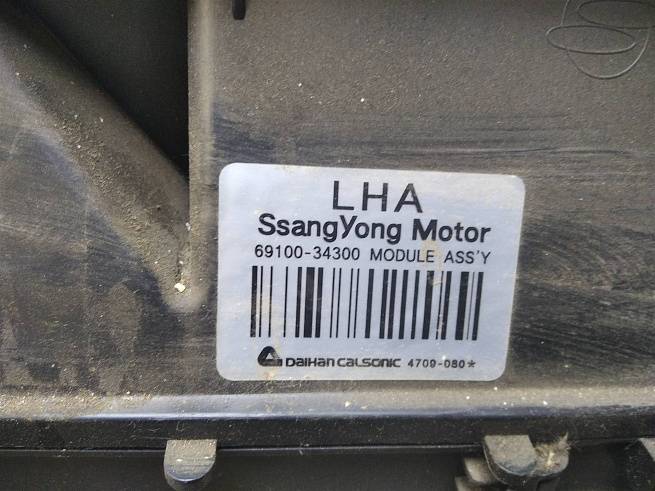 LHA
SsangYong Motor
69100-34300 MODULE ASS'Y
DAIHAN CALSONIC 4709-080*